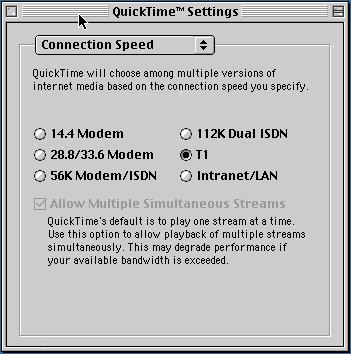 QuickTime™ Settings
Connection Speed
QuickTime will choose among multiple versions of
internet media based on the connection speed you specify.
14.4 Modem
112K Dual ISDN
28.8/33.6 Modem
T1
56K Modem/ISDN
Intranet/LAN
Allow Multiple Simultaneous Streams
QuickTime's default is to play one stream at a time.
Use this option to allow playback of multiple streams
simultaneously. This may degrade performance if
your available bandwidth is exceeded.